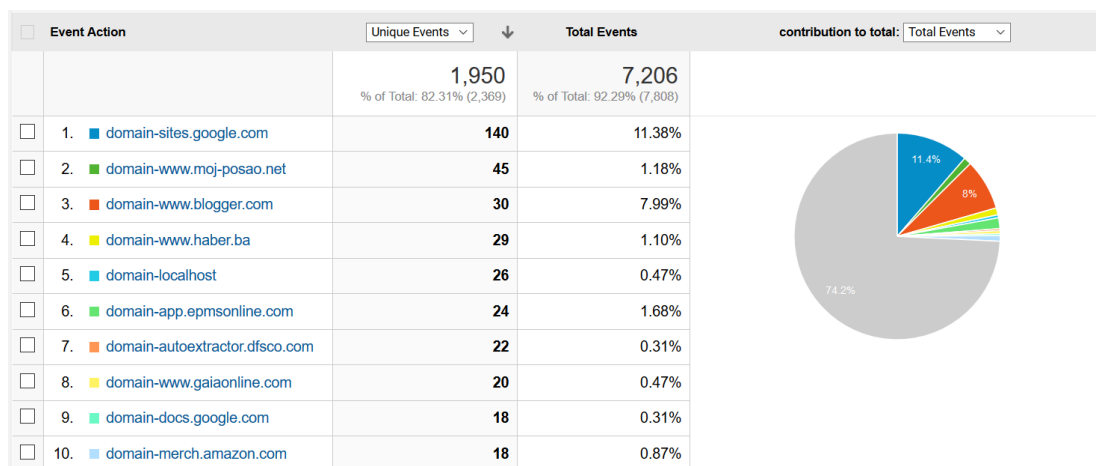 Event Action Unique Events Total Events contribution to total: Total Events
1,950 7,206
% of Total: 82.31% (2,369) % of Total: 92.29% (7,808)
1. domain-sites.google.com 140 11.38%
2. domain-www.moj-posao.net 45 1.18%
3. domain-www.blogger.com 30 7.99%
4. domain-www.haber.ba 29 1.10%
5. domain-localhost 26 0.47%
6. domain-app.epmsonline.com 24 1.68%
7. domain-autoextractor.dfsco.com 22 0.31%
8. domain-www.gaiaonline.com 20 0.47%
9. domain-docs.google.com 18 0.31%
10. domain-merch.amazon.com 18 0.87%
11.4%
8%
74.2%